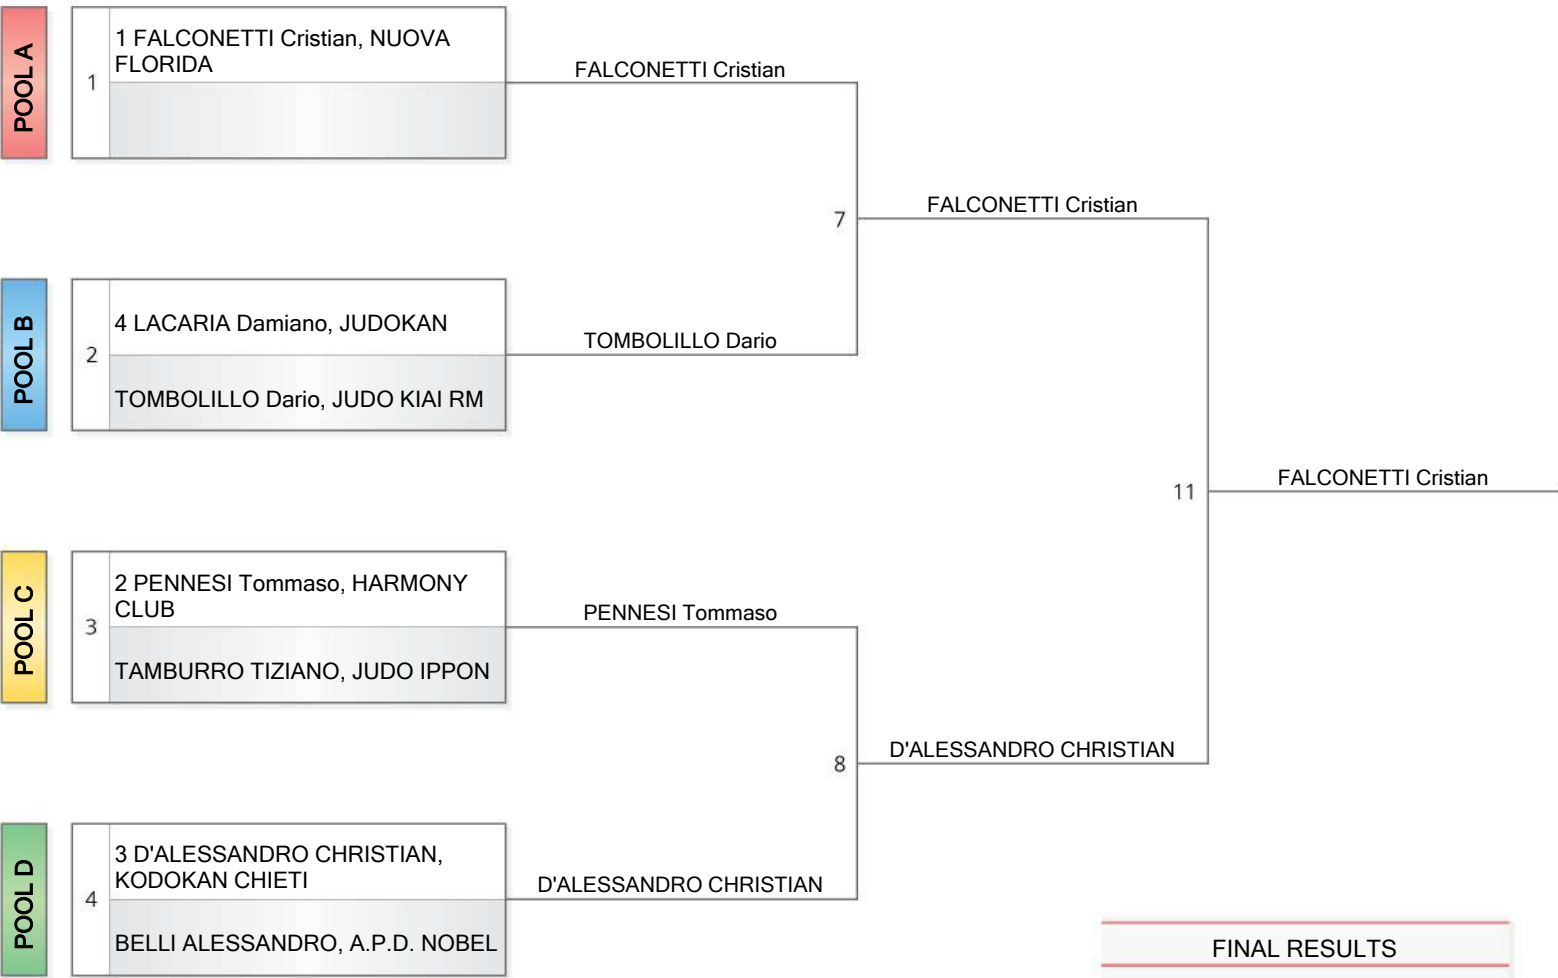 POOL A
1
1 FALCONETTI Cristian, NUOVA
FLORIDA
FALCONETTI Cristian
7
FALCONETTI Cristian
POOL B
2
4 LACARIA Damiano, JUDOKAN
TOMBOLILLO Dario, JUDO KIAI RM
TOMBOLILLO Dario
11
FALCONETTI Cristian
POOL C
3
2 PENNESI Tommaso, HARMONY
CLUB
TAMBURRO TIZIANO, JUDO IPPON
PENNESI Tommaso
8
D'ALESSANDRO CHRISTIAN
POOL D
4
3 D'ALESSANDRO CHRISTIAN,
KODOKAN CHIETI
BELLI ALESSANDRO, A.P.D. NOBEL
D'ALESSANDRO CHRISTIAN
FINAL RESULTS